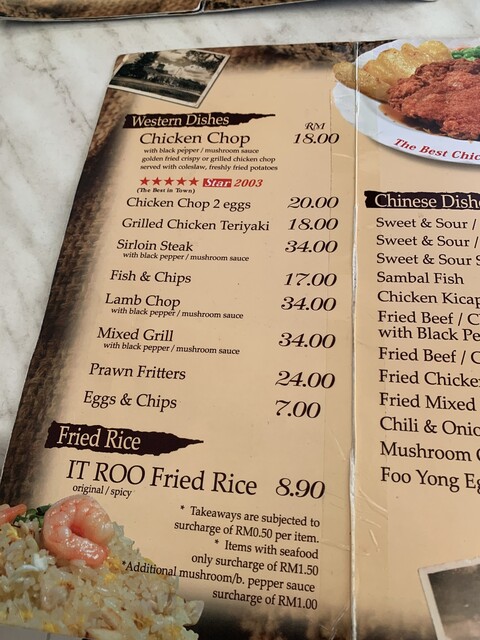 Western Dishes
RM
Chicken Chop 18.00
with black pepper / mushroom sauce
golden fried crispy or grilled chicken chop
served with coleslaw, freshly fried potatoes
★★★★★ Star 2003
(The Best in Town)
Chicken Chop 2 eggs 20.00
Grilled Chicken Teriyaki 18.00
Sirloin Steak 34.00
with black pepper / mushroom sauce
Fish & Chips 17.00
Lamb Chop 34.00
with black pepper / mushroom sauce
Mixed Grill 34.00
with black pepper / mushroom sauce
Prawn Fritters 24.00
Eggs & Chips 7.00
Fried Rice
IT ROO Fried Rice 8.90
original / spicy
* Takeaways are subjected to
surcharge of RM0.50 per item.
* Items with seafood
only surcharge of RM1.50
*Additional mushroom/b. pepper sauce
surcharge of RM1.00
The Best Chic
Chinese Dishe
Sweet & Sour /
Sweet & Sour /
Sweet & Sour S
Sambal Fish
Chicken Kicap
Fried Beef / C
with Black Pe
Fried Beef / C
Fried Chicke
Fried Mixed
Chili & Onio
Mushroom
Foo Yong Eg